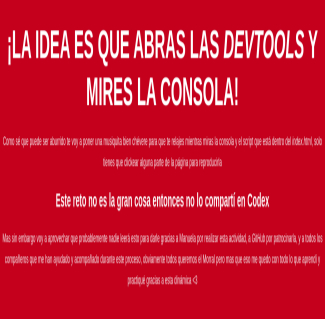 ¡LA IDEA ES QUE ABRAS LAS DEVTOOLS Y
MIRES LA CONSOLA!
Como sé que puede ser aburrido te voy a poner una musiquita bien chévere para que te relajes mientras miras la consola y el script que está dentro del index.html, solo
tienes que clickear alguna parte de la página para reproducirla
Este reto no es la gran cosa entonces no lo compartí en Codex
Mas sin embargo voy a aprovechar que probablemente nadie leerá esto para darle gracias a Manuela por realizar esta actividad, a GitHub por patrocinarla, y a todos los
compañeros que me han ayudado y acompañado durante este proceso, obviamente todos queremos el Morral pero mas que eso me quedo con todo lo que aprendí y
practiqué gracias a esta dinámica <3